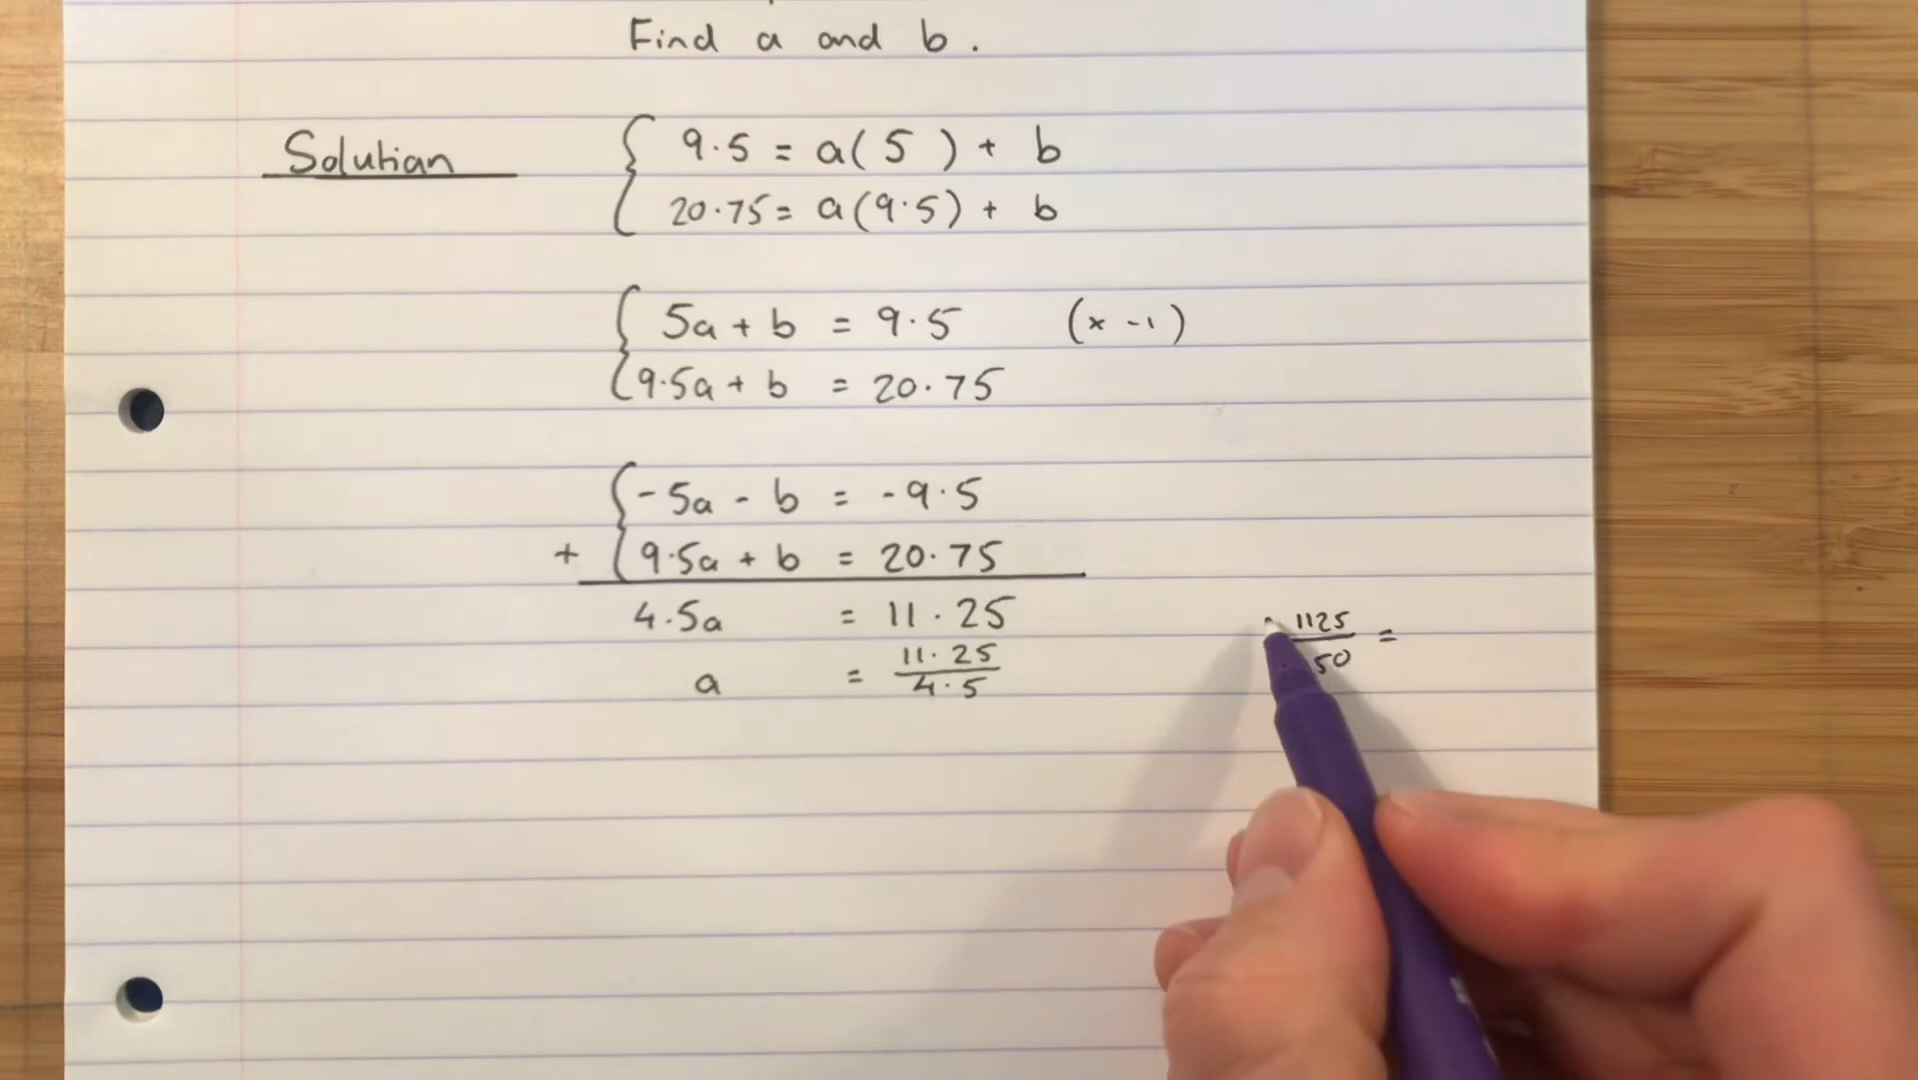 Find a and b.
Solution
9.5 = a( 5 ) + b
20.75 = a(9.5) + b
5a + b = 9.5 (x -1)
9.5a + b = 20.75
-5a - b = -9.5
+ 9.5a + b = 20.75
4.5a = 11.25
a = 11.25 / 4.5
1125 / 50 =